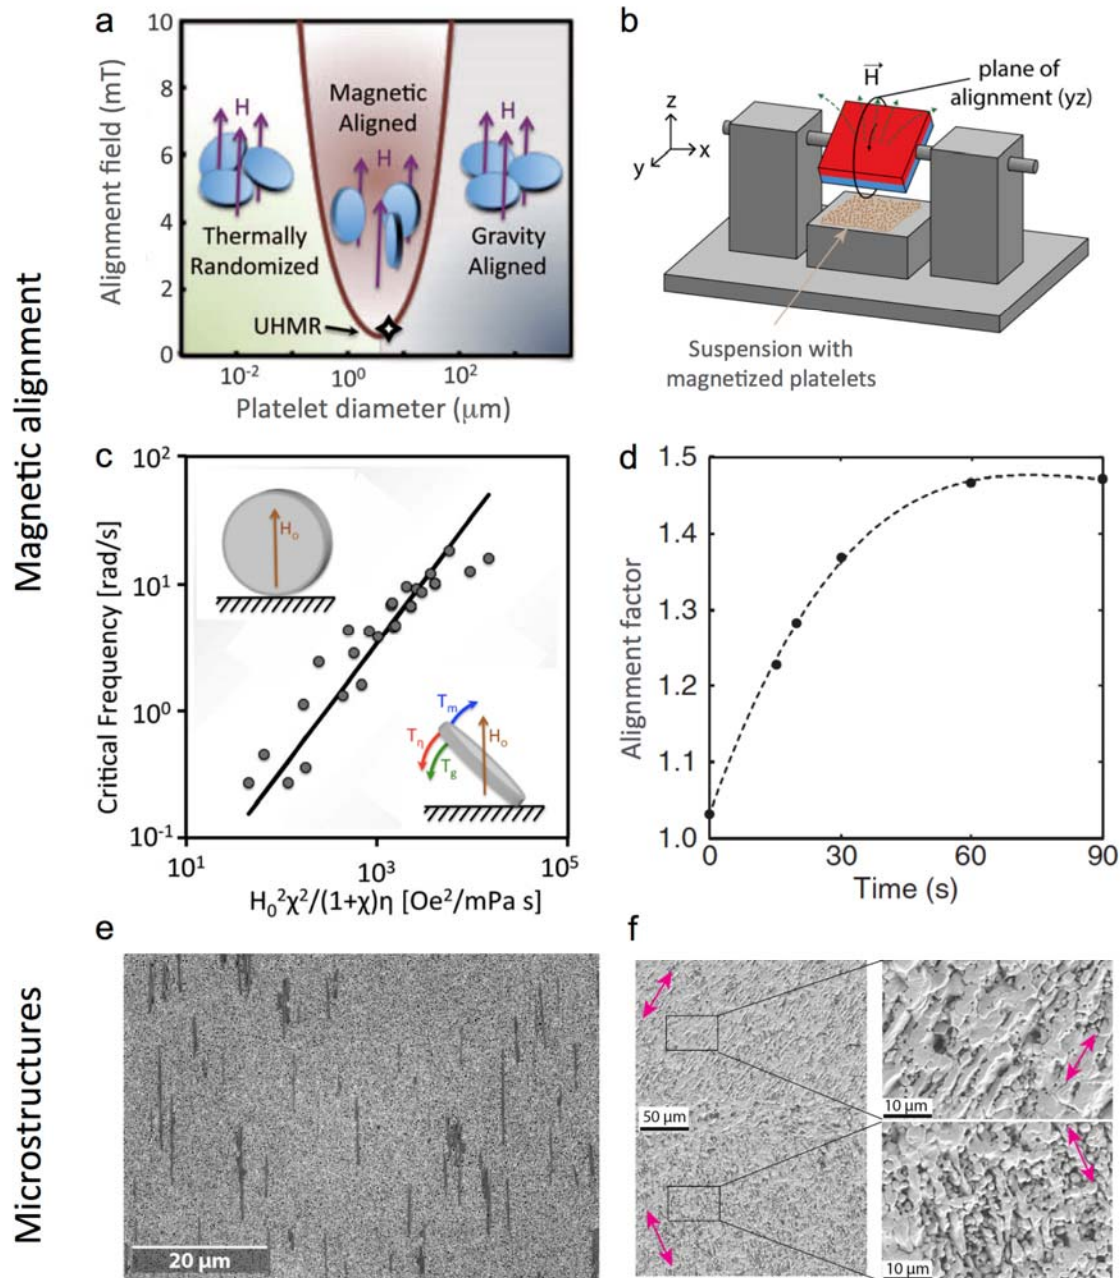 Magnetic alignment
Microstructures
a
10
8
6
4
2
0
Alignment field (mT)
H
Magnetic
Aligned
H
H
Thermally
Randomized
Gravity
Aligned
UHMR
10⁻²
10⁰
10²
Platelet diameter (μm)
b
H
plane of
alignment (yz)
z
x
y
Suspension with
magnetized platelets
c
10²
10¹
10⁰
10⁻¹
Critical Frequency [rad/s]
Hₒ
Tₘ
Hₒ
Tη
T_g
10¹
10³
10⁵
H₀²χ²/(1+χ)η [Oe²/mPa s]
d
1.5
1.4
1.3
1.2
1.1
1.0
Alignment factor
0
30
60
90
Time (s)
e
20 μm
f
50 μm
10 μm
10 μm